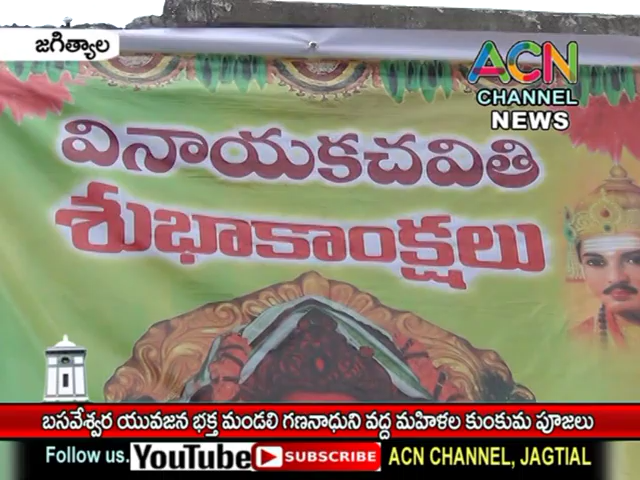 జగిత్యాల
ACN
CHANNEL
NEWS
వినాయకచవితి
శుభాకాంక్షలు
బసవేశ్వర యువజన భక్త మండలి గణనాధుని వద్ద మహిళల కుంకుమ పూజలు
Follow us. YouTube SUBSCRIBE ACN CHANNEL, JAGTIAL